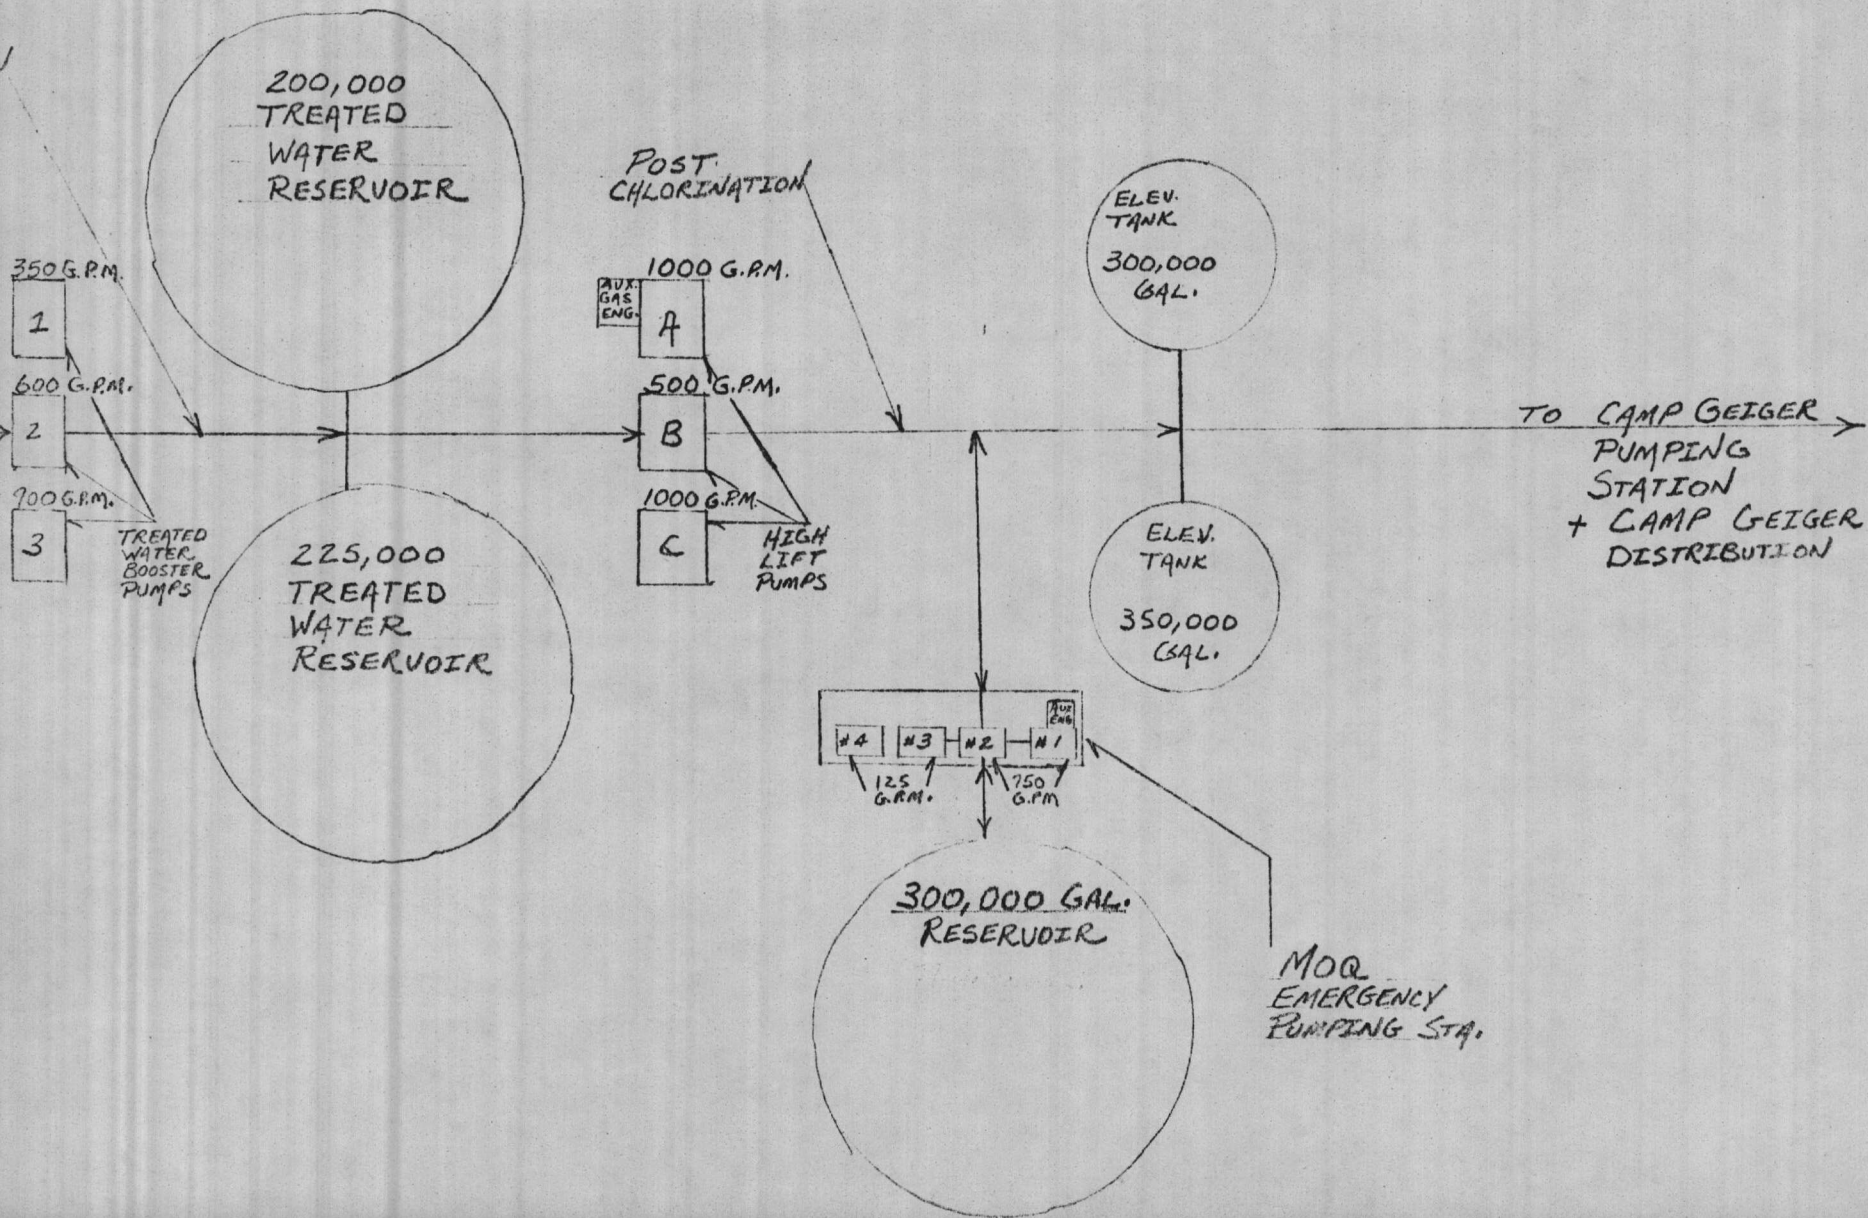 200,000
TREATED
WATER
RESERVOIR
POST
CHLORINATION
ELEV.
TANK
300,000
GAL.
350 G.P.M.
1
600 G.P.M.
2
900 G.P.M.
3
TREATED
WATER
BOOSTER
PUMPS
1000 G.P.M.
AUX.
GAS
ENG.
A
500 G.P.M.
B
1000 G.P.M.
C
HIGH
LIFT
PUMPS
TO CAMP GEIGER
PUMPING
STATION
+ CAMP GEIGER
DISTRIBUTION
225,000
TREATED
WATER
RESERVOIR
ELEV.
TANK
350,000
GAL.
AUX
ENG
#4 #3 #2 #1
125
G.P.M.
750
G.P.M
300,000 GAL.
RESERVOIR
MOQ
EMERGENCY
PUMPING STA.